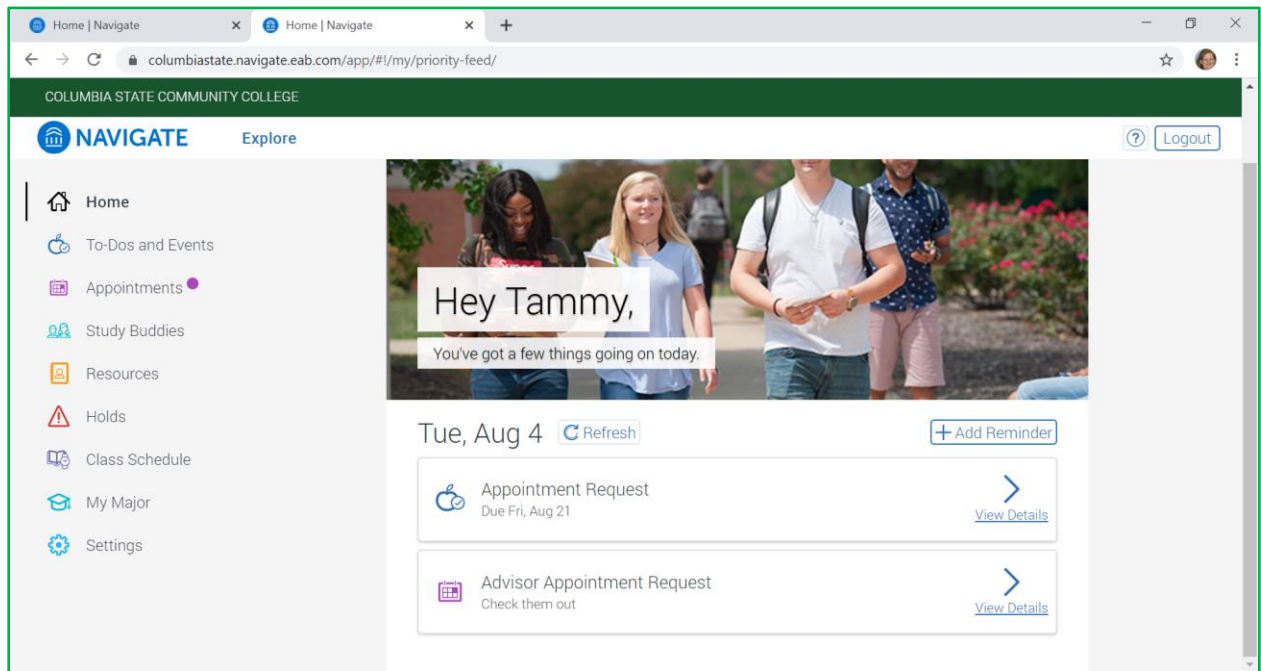 Home | Navigate
Home | Navigate
columbiastate.navigate.eab.com/app/#!/my/priority-feed/
COLUMBIA STATE COMMUNITY COLLEGE
NAVIGATE Explore ? Logout
Home
To-Dos and Events
Appointments
Study Buddies
Resources
Holds
Class Schedule
My Major
Settings
Hey Tammy,
You've got a few things going on today.
Tue, Aug 4 Refresh + Add Reminder
Appointment Request
Due Fri, Aug 21
View Details
Advisor Appointment Request
Check them out
View Details